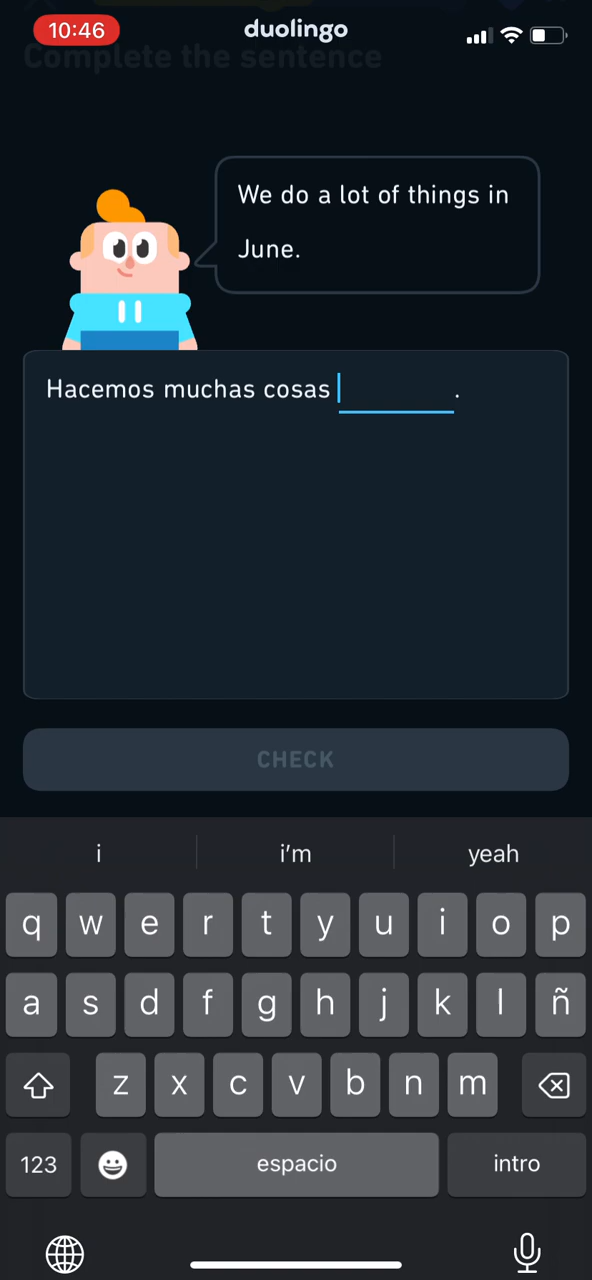 10:46
duolingo
Complete the sentence
We do a lot of things in
June.
Hacemos muchas cosas .
CHECK
i i'm yeah
q w e r t y u i o p
a s d f g h j k l ñ
z x c v b n m
123 espacio intro